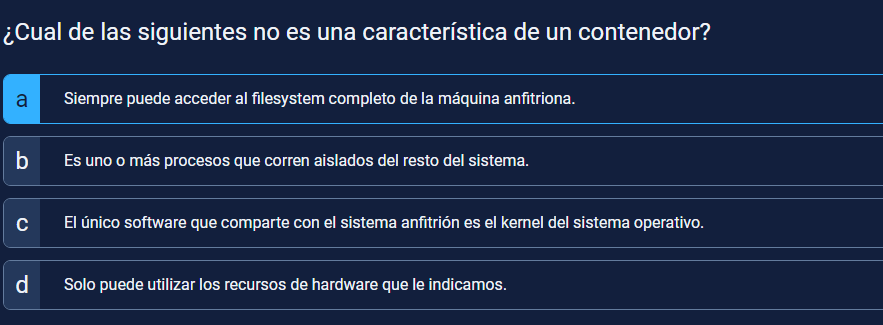 ¿Cual de las siguientes no es una característica de un contenedor?
a Siempre puede acceder al filesystem completo de la máquina anfitriona.
b Es uno o más procesos que corren aislados del resto del sistema.
c El único software que comparte con el sistema anfitrión es el kernel del sistema operativo.
d Solo puede utilizar los recursos de hardware que le indicamos.